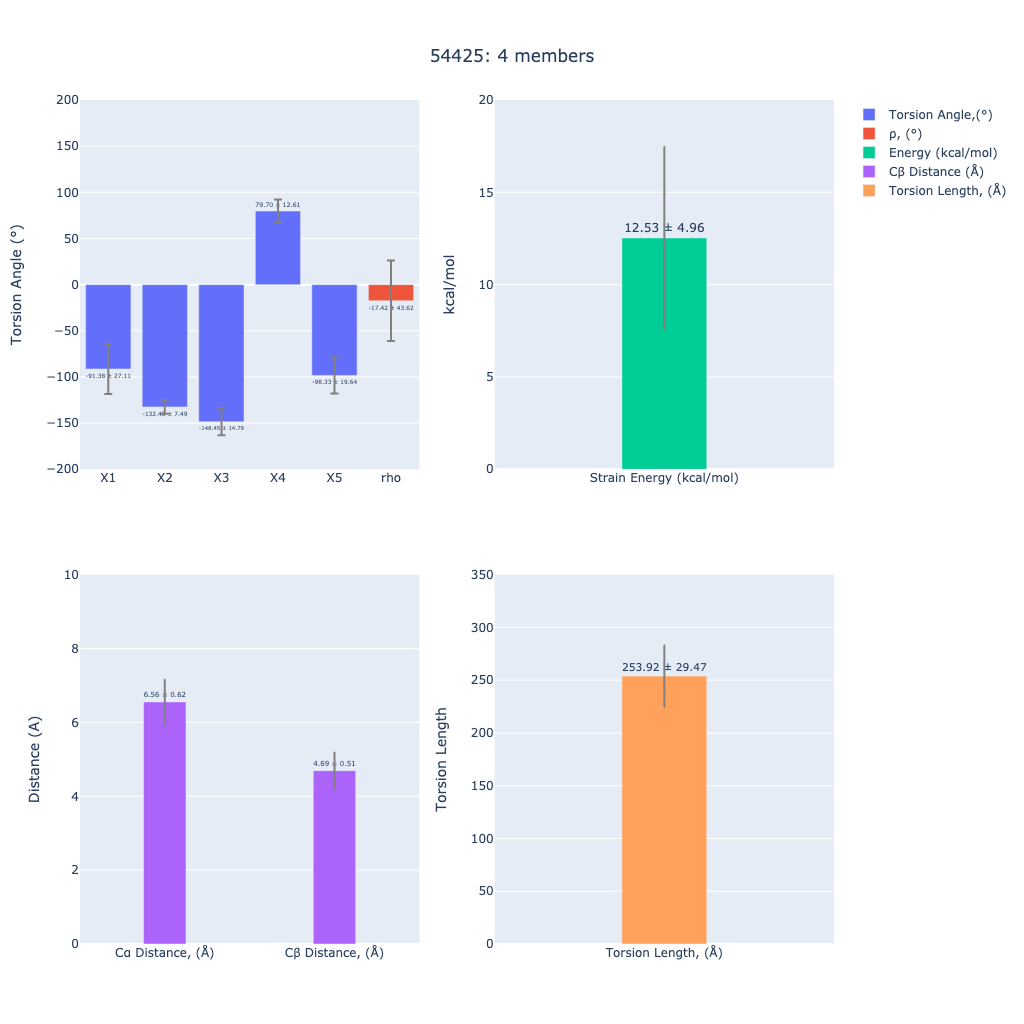 54425: 4 members
Torsion Angle (°)
200
150
100
50
0
−50
−100
−150
−200
79.70 ± 12.61
-17.42 ± 43.62
-91.38 ± 27.11
-98.33 ± 19.64
± 7.49
-148.45 ± 14.79
X1 X2 X3 X4 X5 rho
kcal/mol
20
15
10
5
0
12.53 ± 4.96
Strain Energy (kcal/mol)
Torsion Angle,(°)
ρ, (°)
Energy (kcal/mol)
Cβ Distance (Å)
Torsion Length, (Å)
Distance (A)
10
8
6
4
2
0
6.56 ± 0.62
4.69 ± 0.51
Cα Distance, (Å) Cβ Distance, (Å)
Torsion Length
350
300
250
200
150
100
50
0
253.92 ± 29.47
Torsion Length, (Å)